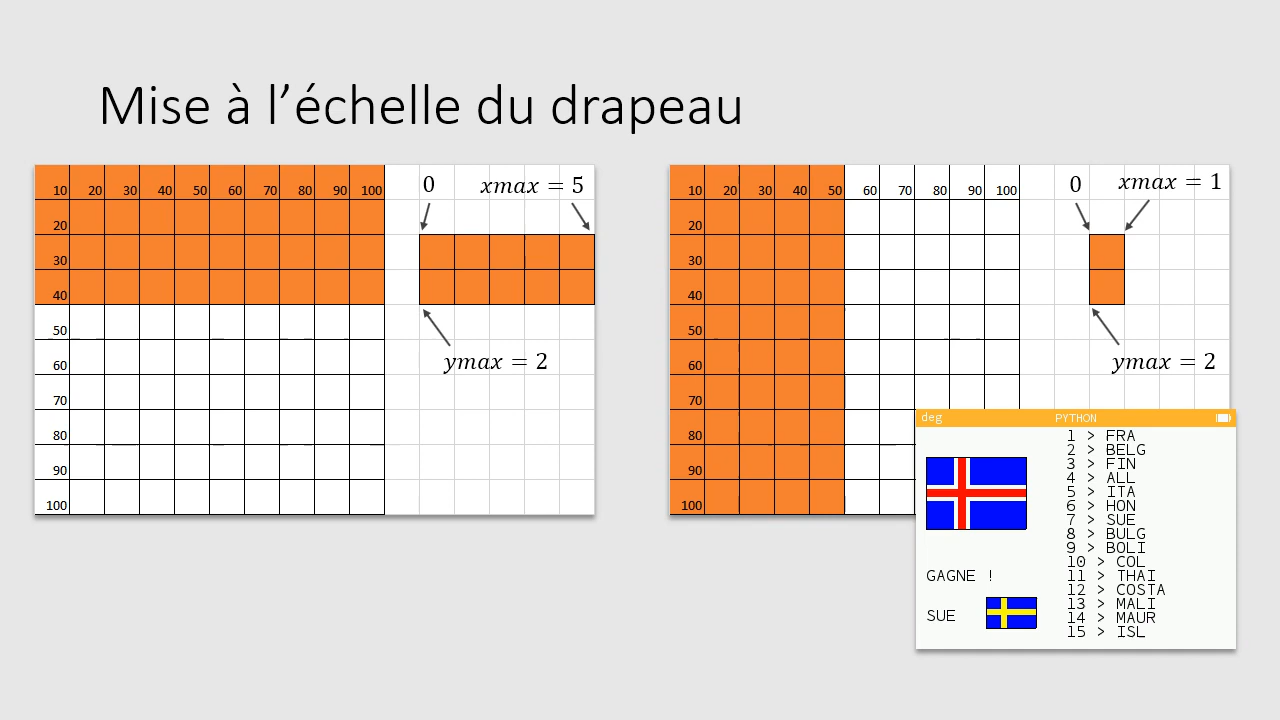 Mise à l’échelle du drapeau
10 20 30 40 50 60 70 80 90 100
20
30
40
50
60
70
80
90
100
0 xmax = 5
ymax = 2
10 20 30 40 50 60 70 80 90 100
20
30
40
50
60
70
80
90
100
0 xmax = 1
ymax = 2
deg PYTHON
1 > FRA
2 > BELG
3 > FIN
4 > ALL
5 > ITA
6 > HON
7 > SUE
8 > BULG
9 > BOLI
10 > COL
11 > THAI
12 > COSTA
13 > MALI
14 > MAUR
15 > ISL
GAGNE !
SUE